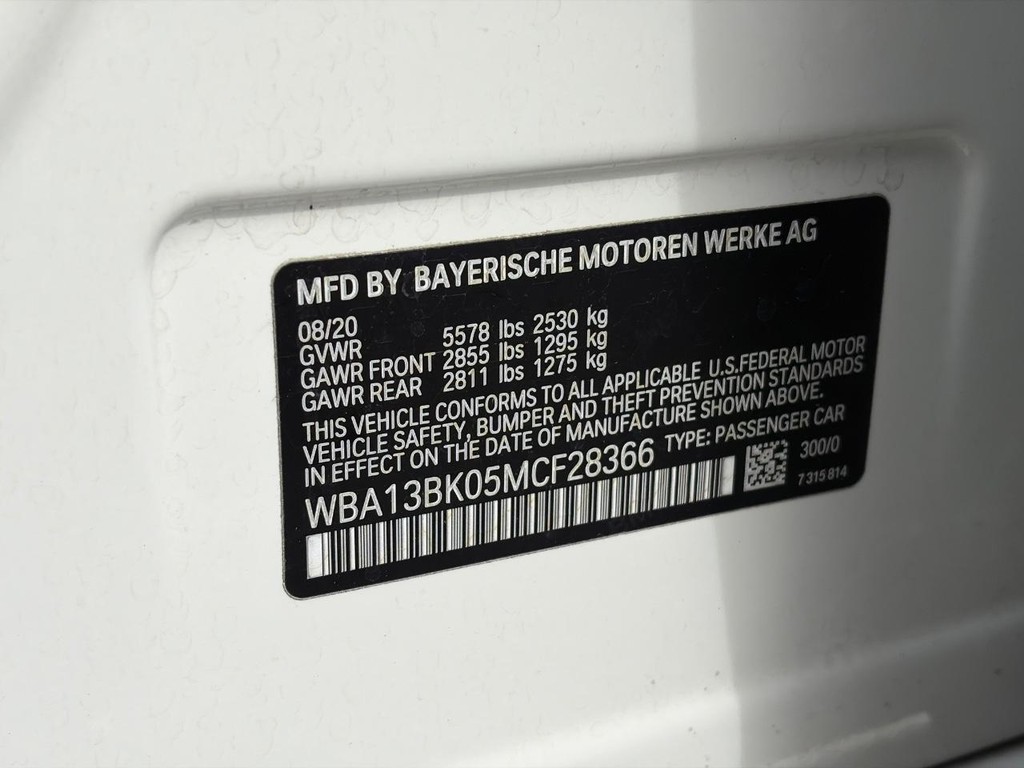 MFD BY BAYERISCHE MOTOREN WERKE AG
08/20
GVWR 5578 lbs 2530 kg
GAWR FRONT 2855 lbs 1295 kg
GAWR REAR 2811 lbs 1275 kg
THIS VEHICLE CONFORMS TO ALL APPLICABLE U.S.FEDERAL MOTOR
VEHICLE SAFETY, BUMPER AND THEFT PREVENTION STANDARDS
IN EFFECT ON THE DATE OF MANUFACTURE SHOWN ABOVE.
WBA13BK05MCF28366 TYPE: PASSENGER CAR
300/0
7 315 814